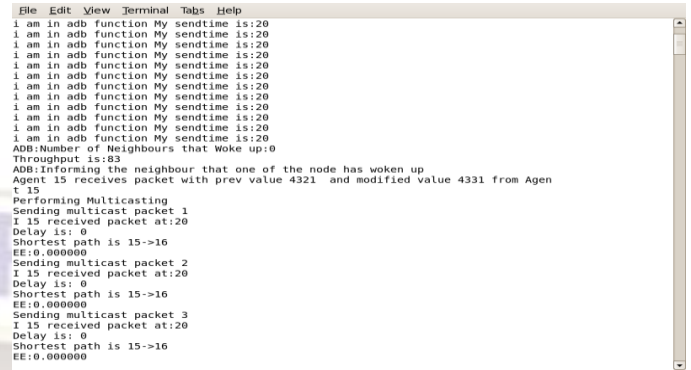 File Edit View Terminal Tabs Help
i am in adb function My sendtime is:20
i am in adb function My sendtime is:20
i am in adb function My sendtime is:20
i am in adb function My sendtime is:20
i am in adb function My sendtime is:20
i am in adb function My sendtime is:20
i am in adb function My sendtime is:20
i am in adb function My sendtime is:20
i am in adb function My sendtime is:20
i am in adb function My sendtime is:20
i am in adb function My sendtime is:20
i am in adb function My sendtime is:20
ADB:Number of Neighbours that Woke up:0
Throughput is:83
ADB:Informing the neighbour that one of the node has woken up
Agent 15 receives packet with prev value 4321  and modified value 4331 from Agen
t 15
Performing Multicasting
Sending multicast packet 1
I 15 received packet at:20
Delay is: 0
Shortest path is 15->16
EE:0.000000
Sending multicast packet 2
I 15 received packet at:20
Delay is: 0
Shortest path is 15->16
EE:0.000000
Sending multicast packet 3
I 15 received packet at:20
Delay is: 0
Shortest path is 15->16
EE:0.000000